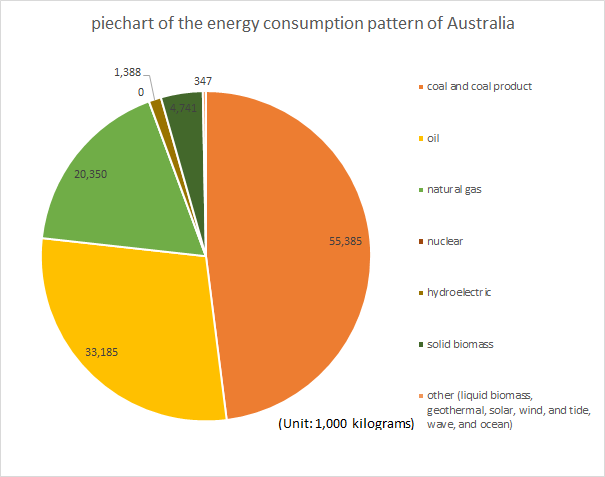 piechart of the energy consumption pattern of Australia
1,388
347
0
4,741
20,350
55,385
33,185
(Unit: 1,000 kilograms)
coal and coal product
oil
natural gas
nuclear
hydroelectric
solid biomass
other (liquid biomass,
geothermal, solar, wind, and tide,
wave, and ocean)